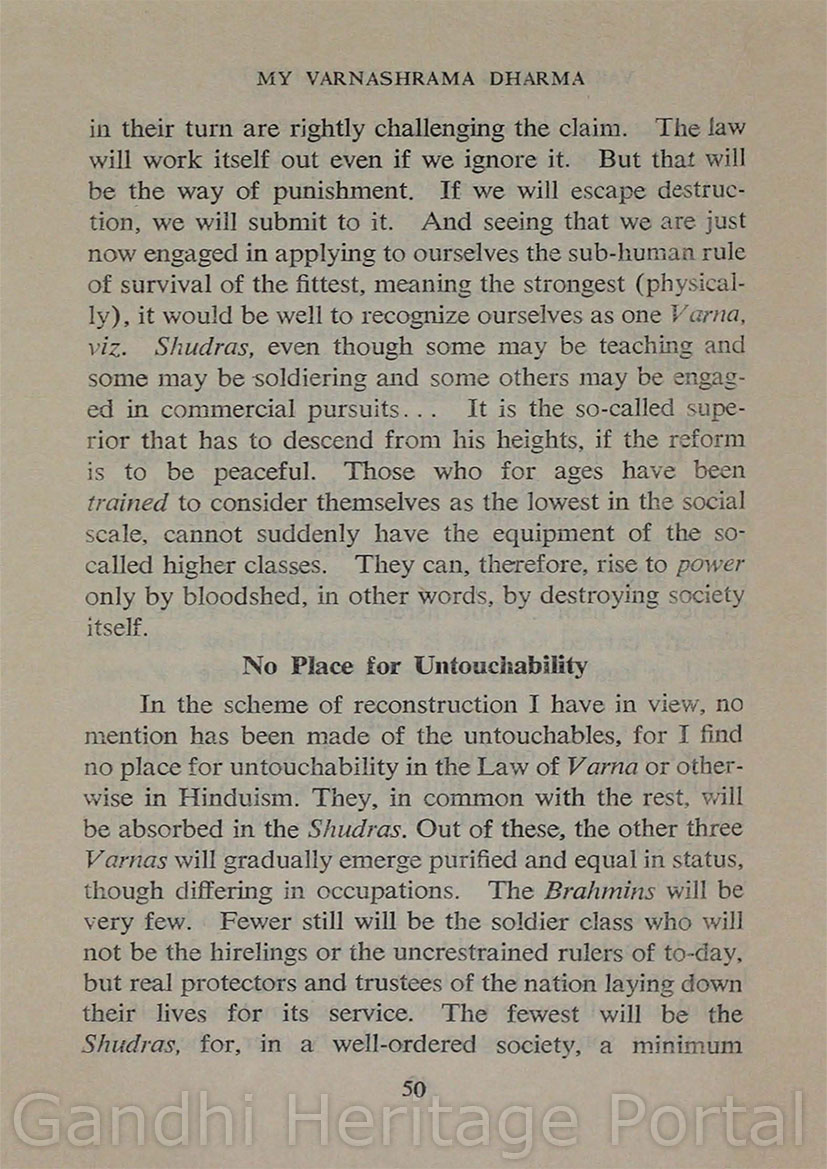 MY VARNASHRAMA DHARMA
in their turn are rightly challenging the claim. The law
will work itself out even if we ignore it. But that will
be the way of punishment. If we will escape destruc-
tion, we will submit to it. And seeing that we are just
now engaged in applying to ourselves the sub-human rule
of survival of the fittest, meaning the strongest (physical-
ly), it would be well to recognize ourselves as one Varna,
viz. Shudras, even though some may be teaching and
some may be soldiering and some others may be engag-
ed in commercial pursuits... It is the so-called supe-
rior that has to descend from his heights, if the reform
is to be peaceful. Those who for ages have been
trained to consider themselves as the lowest in the social
scale, cannot suddenly have the equipment of the so-
called higher classes. They can, therefore, rise to power
only by bloodshed, in other words, by destroying society
itself.
No Place for Untouchability
In the scheme of reconstruction I have in view, no
mention has been made of the untouchables, for I find
no place for untouchability in the Law of Varna or other-
wise in Hinduism. They, in common with the rest, will
be absorbed in the Shudras. Out of these, the other three
Varnas will gradually emerge purified and equal in status,
though differing in occupations. The Brahmins will be
very few. Fewer still will be the soldier class who will
not be the hirelings or the uncrestrained rulers of to-day,
but real protectors and trustees of the nation laying down
their lives for its service. The fewest will be the
Shudras, for, in a well-ordered society, a minimum
50
Gandhi Heritage Portal